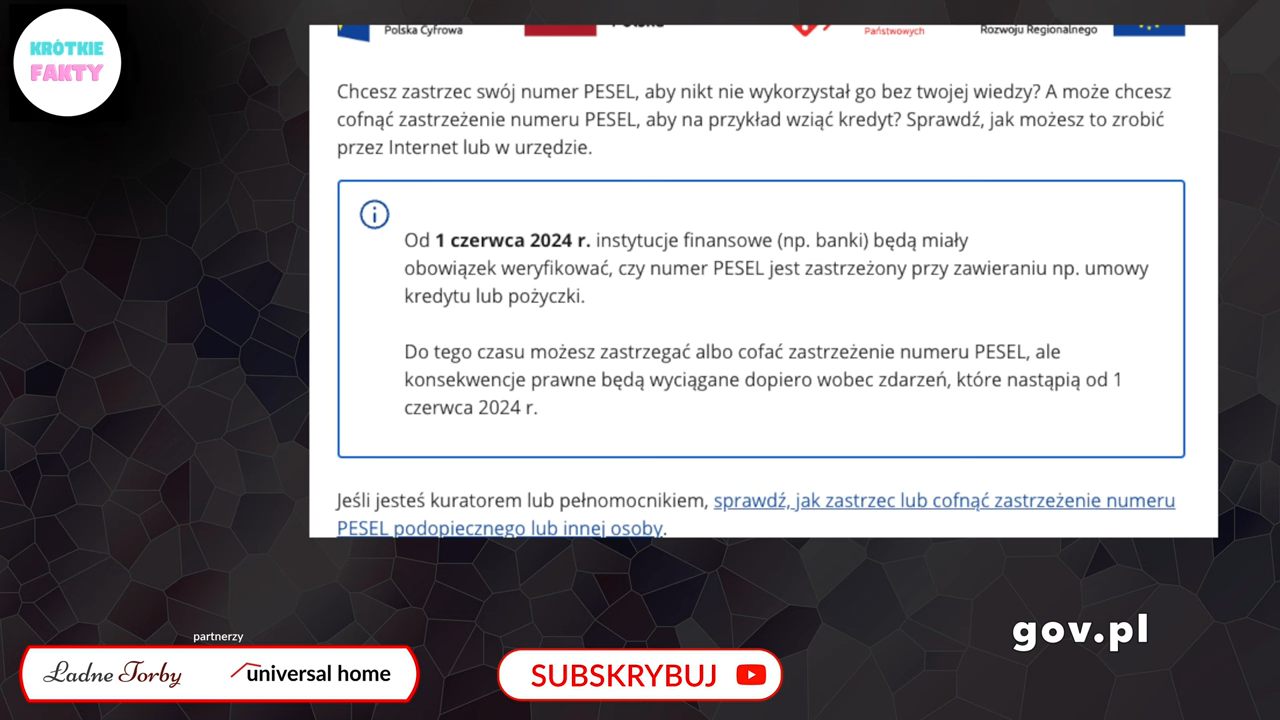 KRÓTKIE
FAKTY
Polska Cyfrowa
Państwowych
Rozwoju Regionalnego
Chcesz zastrzec swój numer PESEL, aby nikt nie wykorzystał go bez twojej wiedzy? A może chcesz
cofnąć zastrzeżenie numeru PESEL, aby na przykład wziąć kredyt? Sprawdź, jak możesz to zrobić
przez Internet lub w urzędzie.
Od 1 czerwca 2024 r. instytucje finansowe (np. banki) będą miały
obowiązek weryfikować, czy numer PESEL jest zastrzeżony przy zawieraniu np. umowy
kredytu lub pożyczki.
Do tego czasu możesz zastrzegać albo cofać zastrzeżenie numeru PESEL, ale
konsekwencje prawne będą wyciągane dopiero wobec zdarzeń, które nastąpią od 1
czerwca 2024 r.
Jeśli jesteś kuratorem lub pełnomocnikiem, sprawdź, jak zastrzec lub cofnąć zastrzeżenie numeru
PESEL podopiecznego lub innej osoby.
gov.pl
partnerzy
Ładne Torby
universal home
SUBSKRYBUJ